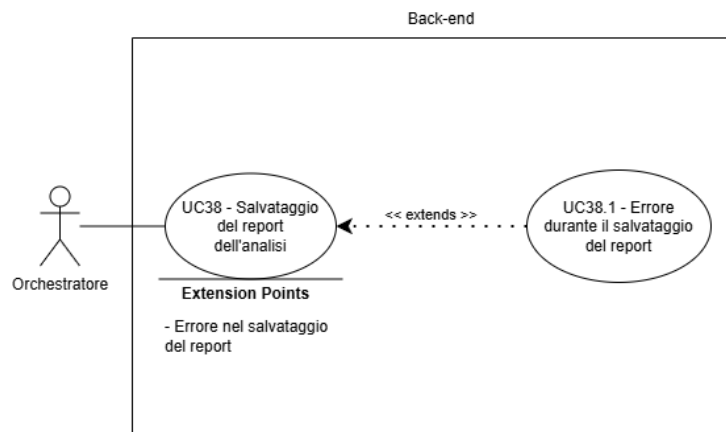 Back-end
UC38 - Salvataggio
del report
dell'analisi
<< extends >>
UC38.1 - Errore
durante il salvataggio
del report
Orchestratore
Extension Points
- Errore nel salvataggio
del report